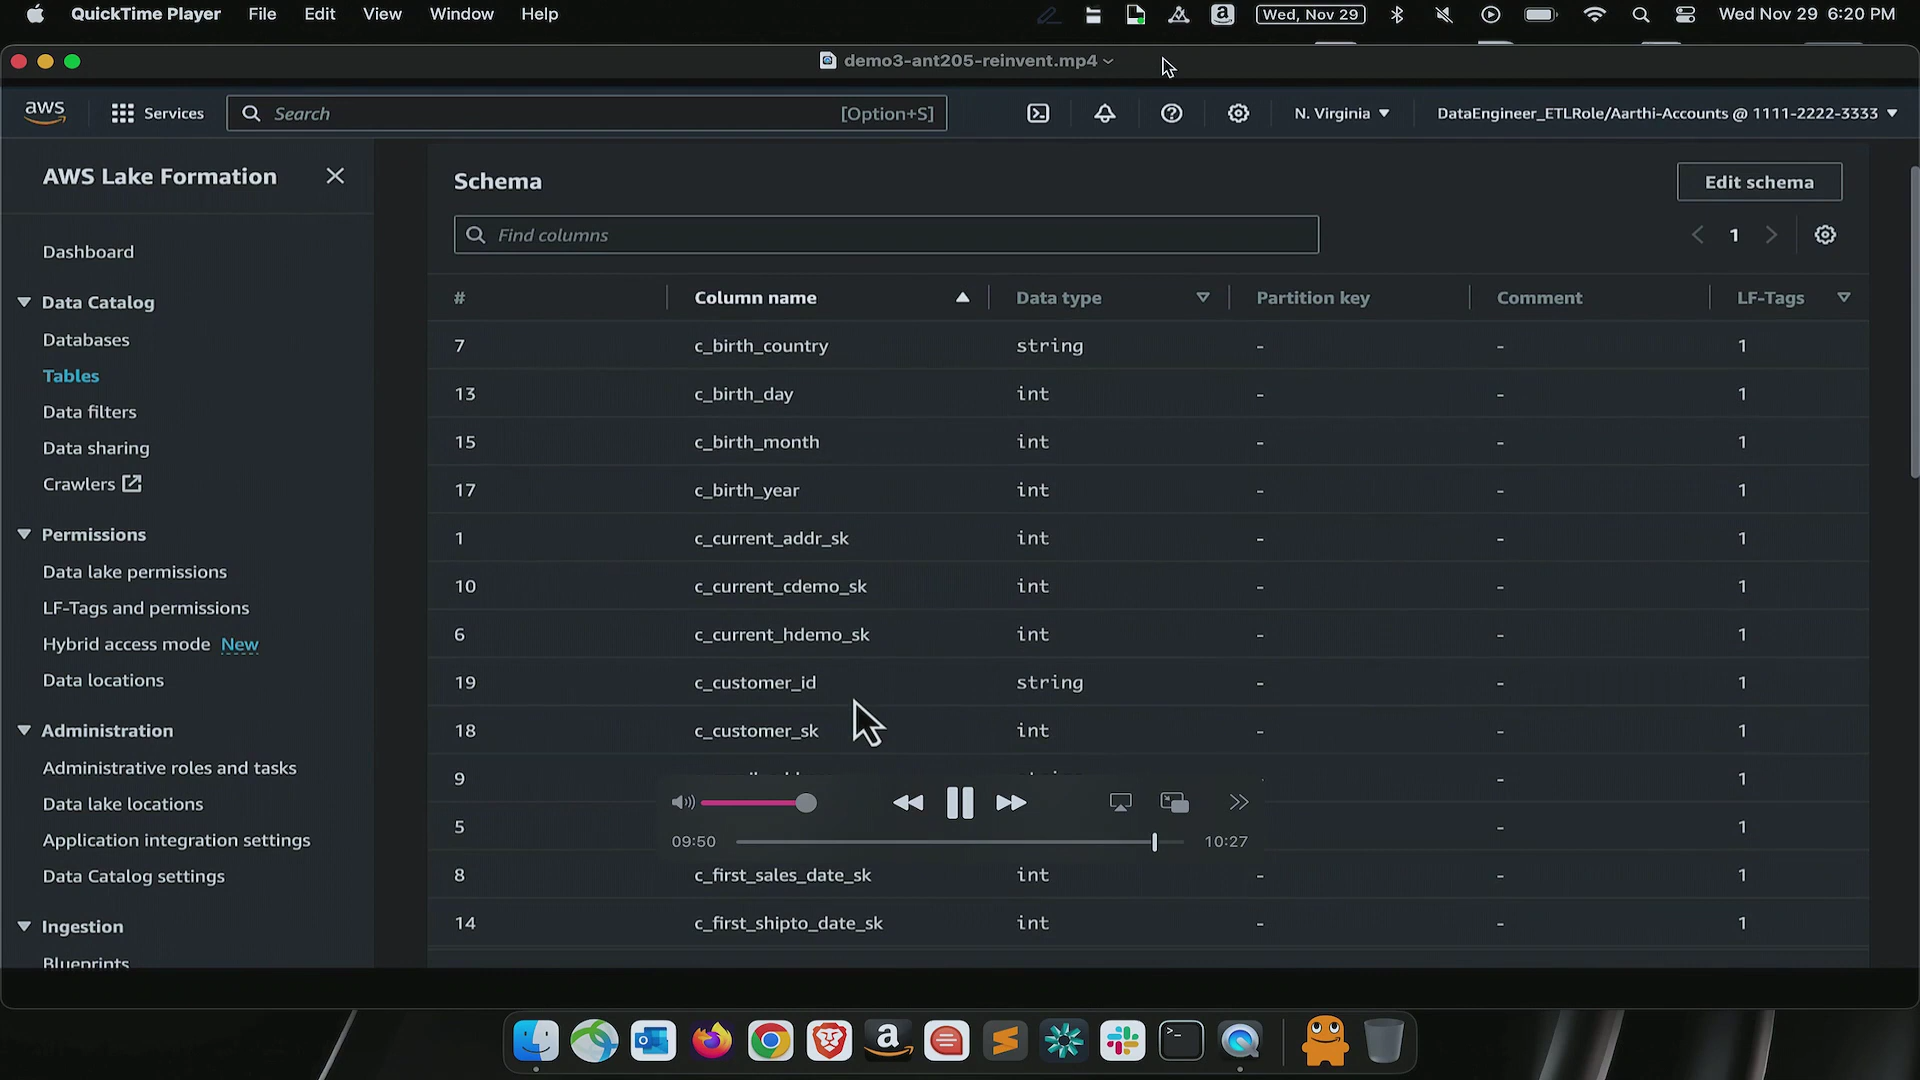 QuickTime Player File Edit View Window Help Wed, Nov 29 Wed Nov 29 6:20 PM
demo3-ant205-reinvent.mp4
aws Services Search [Option+S] N. Virginia DataEngineer_ETLRole/Aarthi-Accounts @ 1111-2222-3333
AWS Lake Formation
Dashboard
Data Catalog
Databases
Tables
Data filters
Data sharing
Crawlers
Permissions
Data lake permissions
LF-Tags and permissions
Hybrid access mode New
Data locations
Administration
Administrative roles and tasks
Data lake locations
Application integration settings
Data Catalog settings
Ingestion
Blueprints
Schema
Edit schema
Find columns
1
# Column name Data type Partition key Comment LF-Tags
7 c_birth_country string - - 1
13 c_birth_day int - - 1
15 c_birth_month int - - 1
17 c_birth_year int - - 1
1 c_current_addr_sk int - - 1
10 c_current_cdemo_sk int - - 1
6 c_current_hdemo_sk int - - 1
19 c_customer_id string - - 1
18 c_customer_sk int - - 1
9 - 1
5 - 1
09:50 10:27
8 c_first_sales_date_sk int - - 1
14 c_first_shipto_date_sk int - - 1